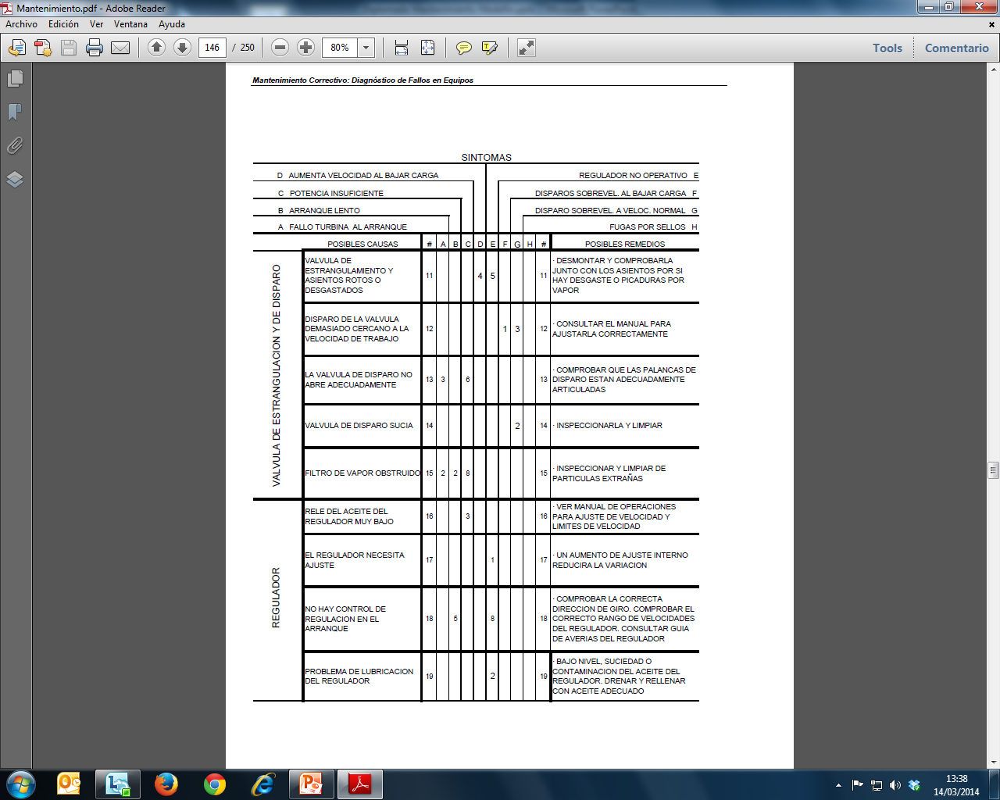 Mantenimiento.pdf - Adobe Reader
Archivo Edición Ver Ventana Ayuda
146 / 250 80% Tools Comentario
Mantenimiento Correctivo: Diagnóstico de Fallos en Equipos
SINTOMAS
D AUMENTA VELOCIDAD AL BAJAR CARGA REGULADOR NO OPERATIVO E
C POTENCIA INSUFICIENTE DISPAROS SOBREVEL. AL BAJAR CARGA F
B ARRANQUE LENTO DISPARO SOBREVEL. A VELOC. NORMAL G
A FALLO TURBINA AL ARRANQUE FUGAS POR SELLOS H
POSIBLES CAUSAS # A B C D E F G H # POSIBLES REMEDIOS
VALVULA DE ESTRANGULACION Y DE DISPARO
VALVULA DE
ESTRANGULAMIENTO Y
ASIENTOS ROTOS O
DESGASTADOS
11 4 5 11
· DESMONTAR Y COMPROBARLA
JUNTO CON LOS ASIENTOS POR SI
HAY DESGASTE O PICADURAS POR
VAPOR
DISPARO DE LA VALVULA
DEMASIADO CERCANO A LA
VELOCIDAD DE TRABAJO
12 1 3 12
· CONSULTAR EL MANUAL PARA
AJUSTARLA CORRECTAMENTE
LA VALVULA DE DISPARO NO
ABRE ADECUADAMENTE
13 3 6 13
· COMPROBAR QUE LAS PALANCAS DE
DISPARO ESTAN ADECUADAMENTE
ARTICULADAS
VALVULA DE DISPARO SUCIA 14 2 14 · INSPECCIONARLA Y LIMPIAR
FILTRO DE VAPOR OBSTRUIDO 15 2 2 8 15
· INSPECCIONAR Y LIMPIAR DE
PARTICULAS EXTRAÑAS
REGULADOR
RELE DEL ACEITE DEL
REGULADOR MUY BAJO
16 3 16
· VER MANUAL DE OPERACIONES
PARA AJUSTE DE VELOCIDAD Y
LIMITES DE VELOCIDAD
EL REGULADOR NECESITA
AJUSTE
17 1 17
· UN AUMENTO DE AJUSTE INTERNO
REDUCIRA LA VARIACION
NO HAY CONTROL DE
REGULACION EN EL
ARRANQUE
18 5 8 18
· COMPROBAR LA CORRECTA
DIRECCION DE GIRO. COMPROBAR EL
CORRECTO RANGO DE VELOCIDADES
DEL REGULADOR. CONSULTAR GUIA
DE AVERIAS DEL REGULADOR
PROBLEMA DE LUBRICACION
DEL REGULADOR
19 2 19
· BAJO NIVEL, SUCIEDAD O
CONTAMINACION DEL ACEITE DEL
REGULADOR. DRENAR Y RELLENAR
CON ACEITE ADECUADO
13:38
14/03/2014